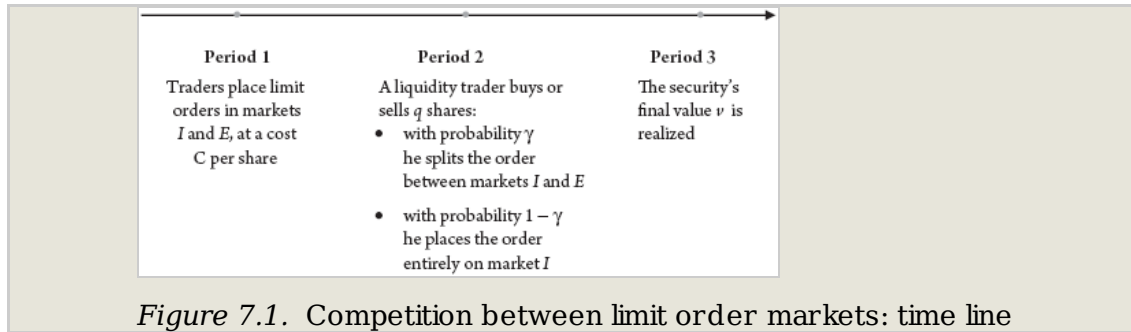 Period 1
Traders place limit
orders in markets
I and E, at a cost
C per share
Period 2
A liquidity trader buys or
sells q shares:
• with probability γ
he splits the order
between markets I and E
• with probability 1 – γ
he places the order
entirely on market I
Period 3
The security's
final value v is
realized
Figure 7.1. Competition between limit order markets: time line